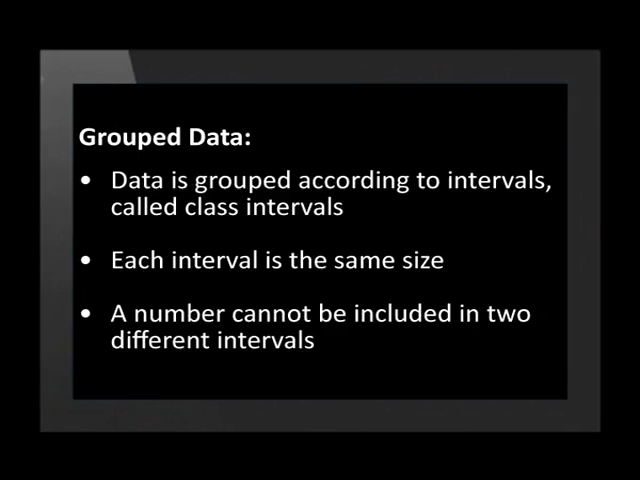 Grouped Data:
• Data is grouped according to intervals,
called class intervals
• Each interval is the same size
• A number cannot be included in two
different intervals